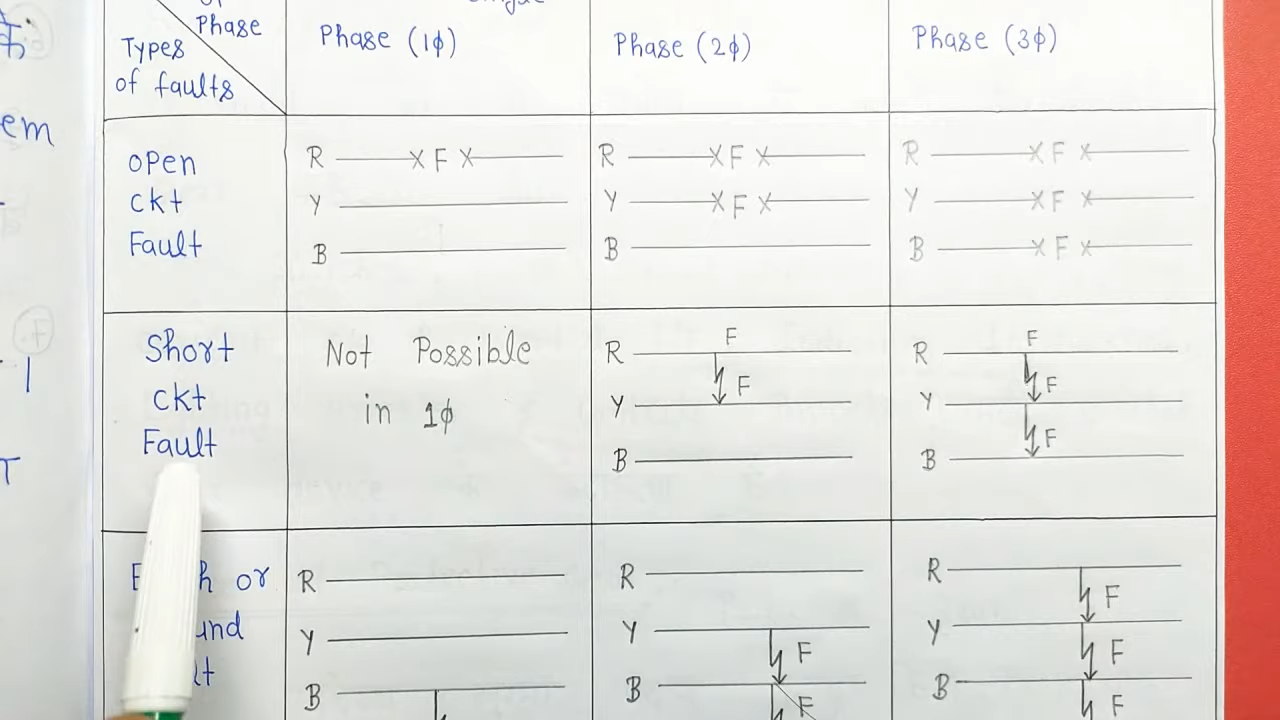 Phase
Types
of faults
Phase (1ϕ)
Phase (2ϕ)
Phase (3ϕ)
OPen
ckt
Fault
R X F X
Y
B
R X F X
Y X F X
B
R X F X
Y X F X
B X F X
Short
ckt
Fault
Not Possible
in 1ϕ
R F
F
Y
B
R F
F
Y
F
B
or
R
Y
B
R
Y
F
B
F
R
F
Y
F
B
F
em